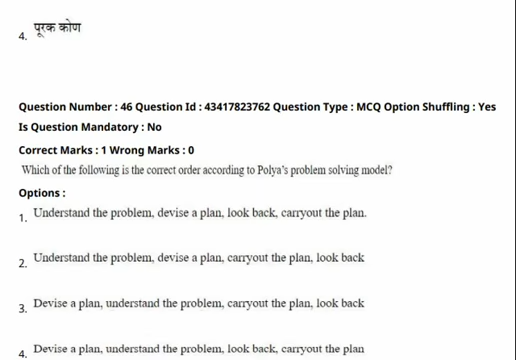 4. पूरक कोण
Question Number : 46 Question Id : 43417823762 Question Type : MCQ Option Shuffling : Yes
Is Question Mandatory : No
Correct Marks : 1 Wrong Marks : 0
Which of the following is the correct order according to Polya's problem solving model?
Options :
1. Understand the problem, devise a plan, look back, carryout the plan.
2. Understand the problem, devise a plan, carryout the plan, look back
3. Devise a plan, understand the problem, carryout the plan, look back
4. Devise a plan, understand the problem, look back, carryout the plan